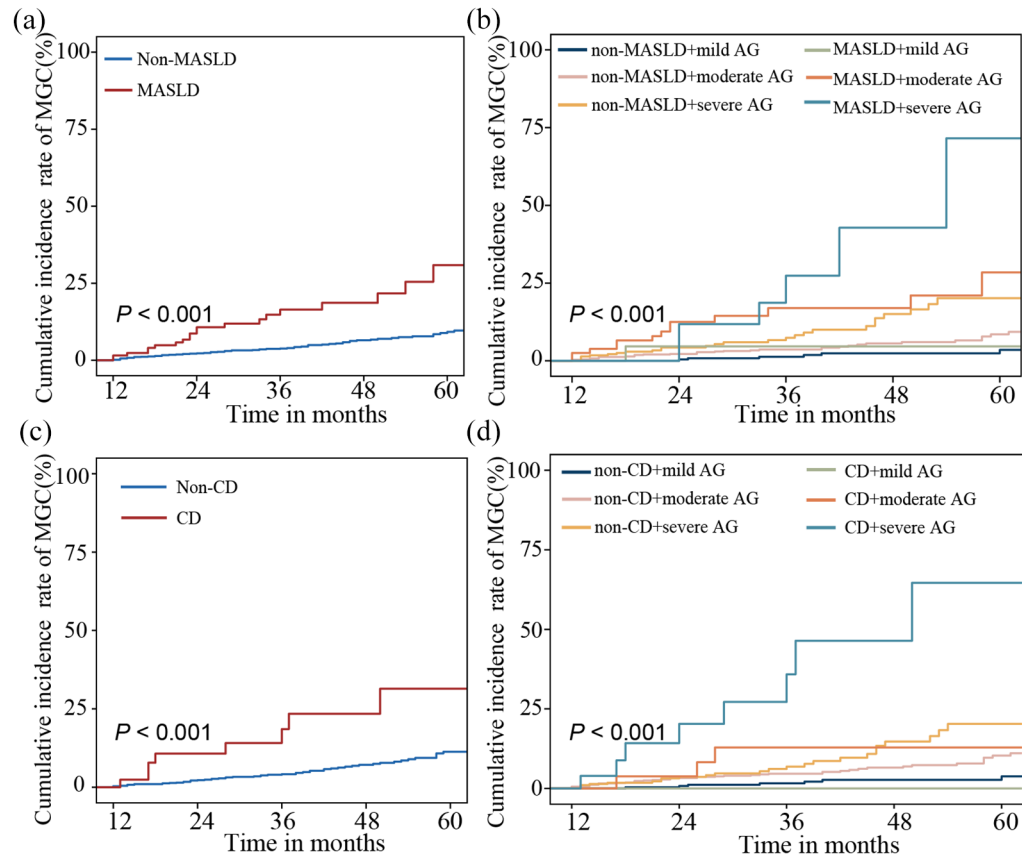 (a)
Cumulative incidence rate of MGC(%)
100
75
50
25
0
Non-MASLD
MASLD
P < 0.001
12 24 36 48 60
Time in months
(b)
Cumulative incidence rate of MGC(%)
100
75
50
25
0
non-MASLD+mild AG MASLD+mild AG
non-MASLD+moderate AG MASLD+moderate AG
non-MASLD+severe AG MASLD+severe AG
P < 0.001
12 24 36 48 60
Time in months
(c)
Cumulative incidence rate of MGC(%)
100
75
50
25
0
Non-CD
CD
P < 0.001
12 24 36 48 60
Time in months
(d)
Cumulative incidence rate of MGC(%)
100
75
50
25
0
non-CD+mild AG CD+mild AG
non-CD+moderate AG CD+moderate AG
non-CD+severe AG CD+severe AG
P < 0.001
12 24 36 48 60
Time in months